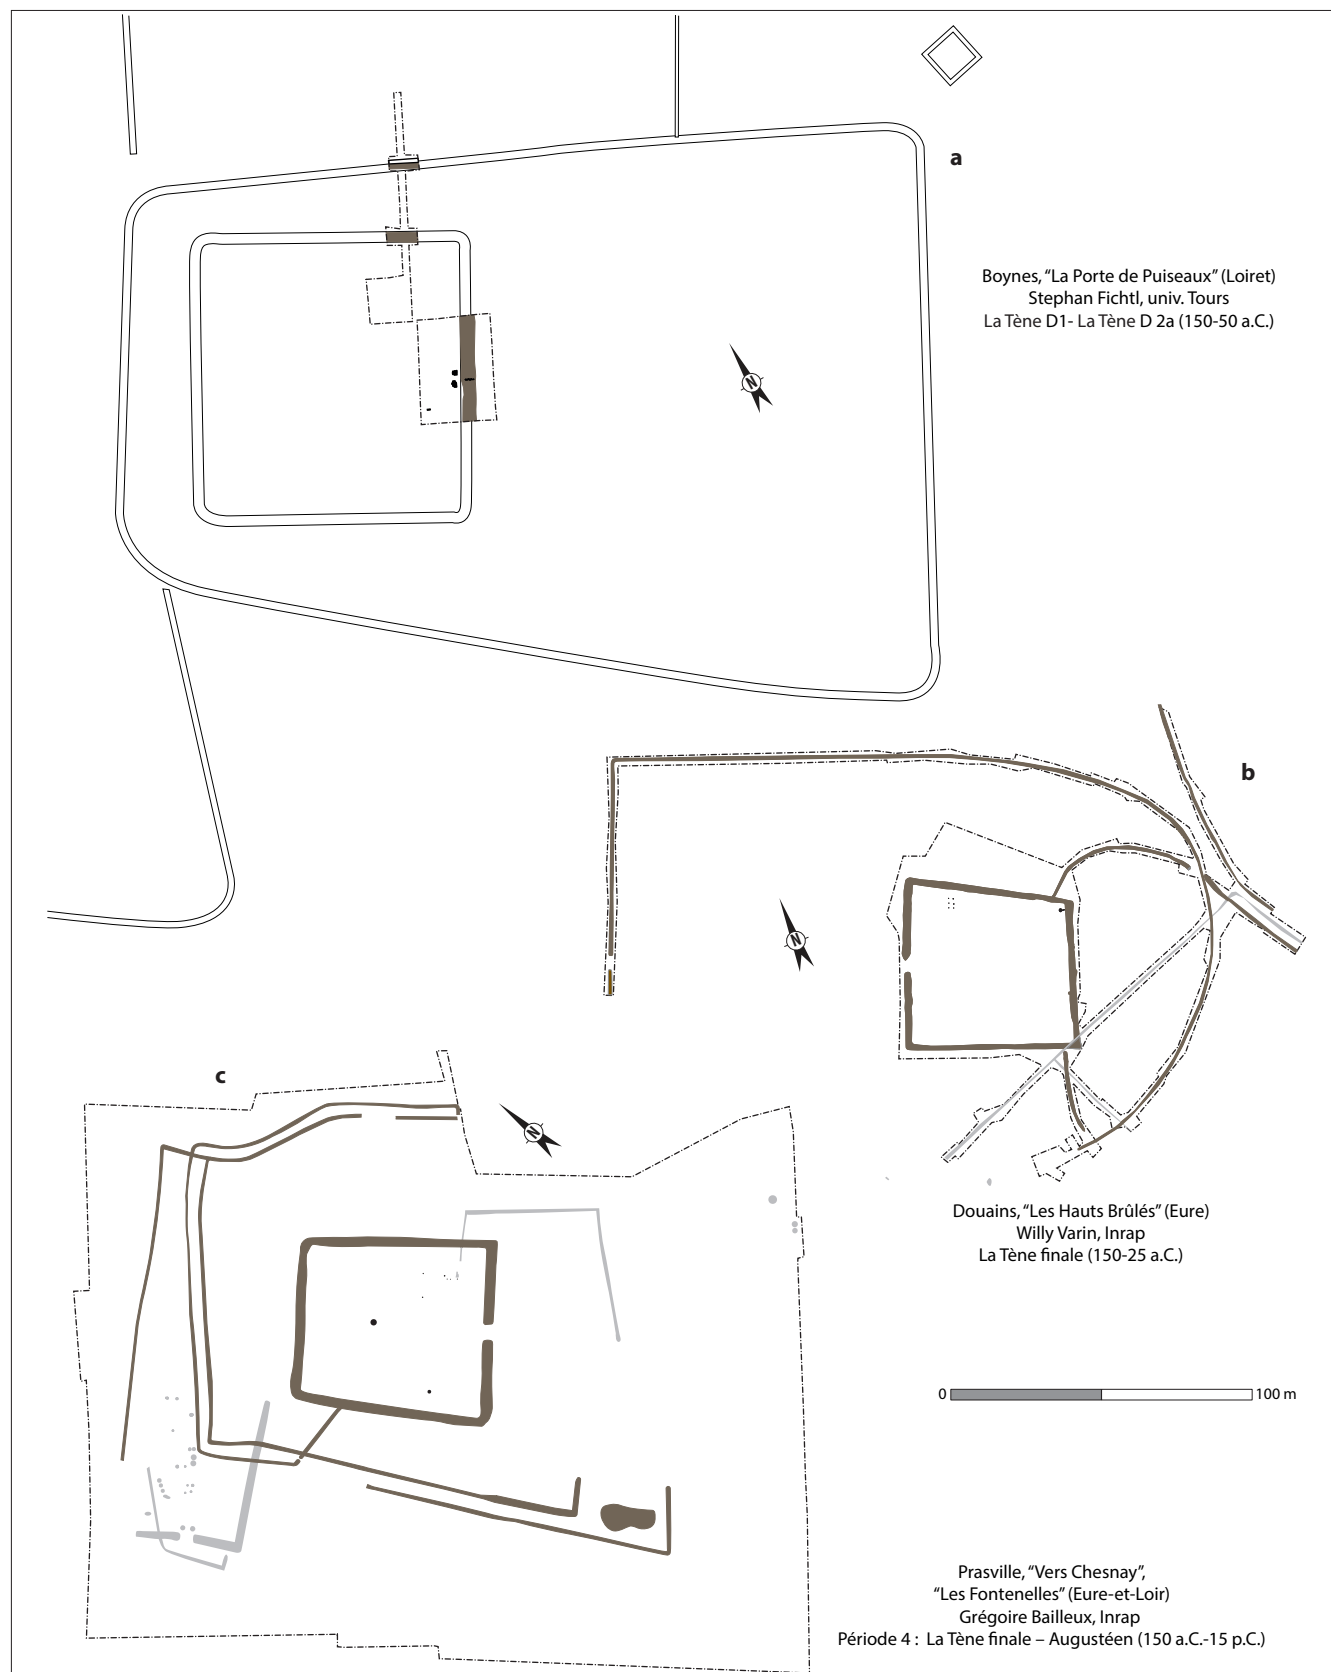 a
Boynes, “La Porte de Puiseaux” (Loiret)
Stephan Fichtl, univ. Tours
La Tène D1- La Tène D 2a (150-50 a.C.)
N
b
N
Douains, “Les Hauts Brûlés” (Eure)
Willy Varin, Inrap
La Tène finale (150-25 a.C.)
c
N
0 100 m
Prasville, “Vers Chesnay”,
“Les Fontenelles” (Eure-et-Loir)
Grégoire Bailleux, Inrap
Période 4 : La Tène finale – Augustéen (150 a.C.-15 p.C.)